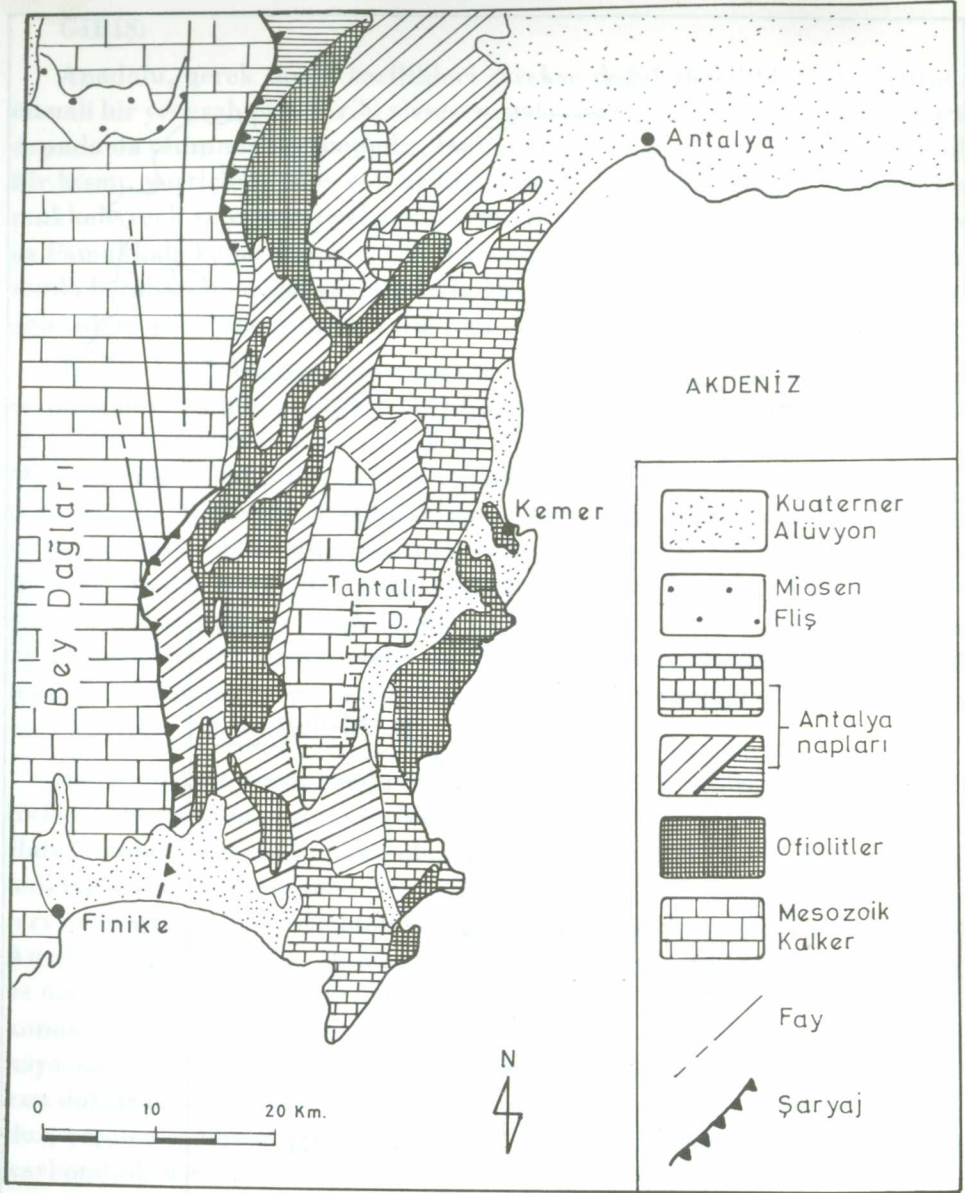 Antalya
AKDENİZ
Kemer
Tahtalı
D.
Bey Dağları
Finike
N
0 10 20 Km.
Kuaterner
Alüvyon
Miosen
Fliş
Antalya
napları
Ofiolitler
Mesozoik
Kalker
Fay
Şaryaj